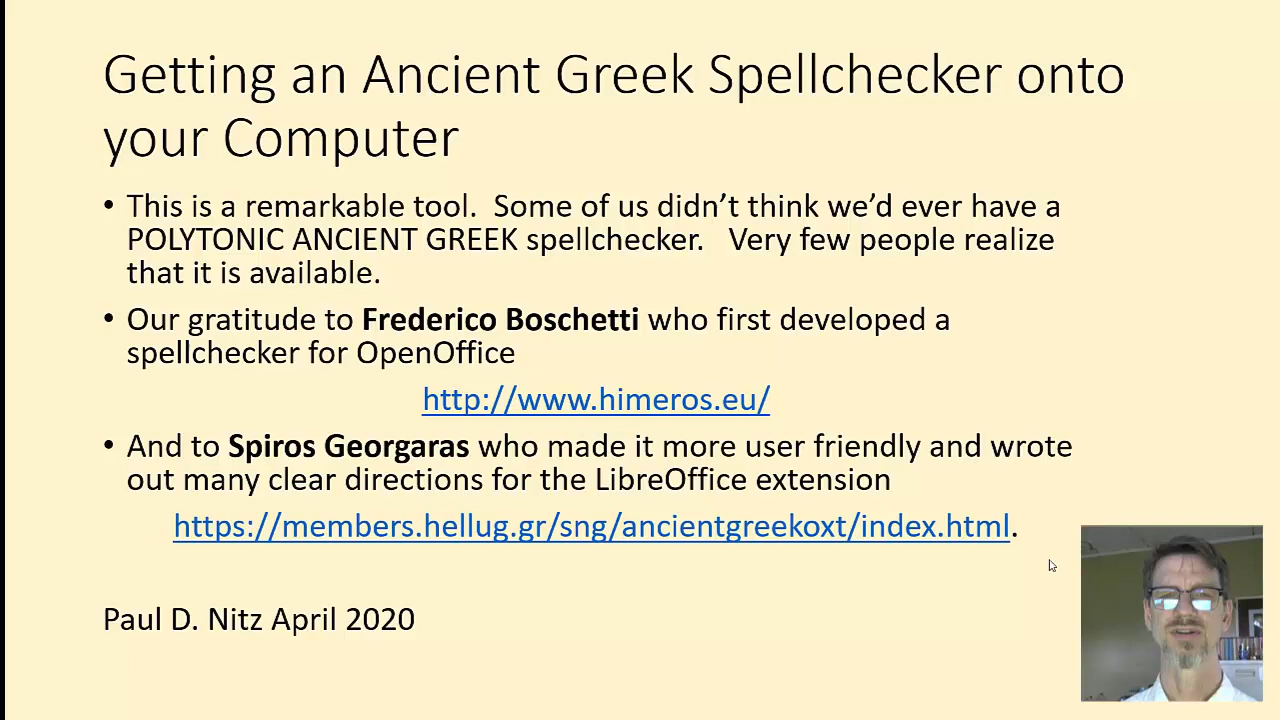 Getting an Ancient Greek Spellchecker onto
your Computer
• This is a remarkable tool.  Some of us didn’t think we’d ever have a
POLYTONIC ANCIENT GREEK spellchecker.   Very few people realize
that it is available.
• Our gratitude to Frederico Boschetti who first developed a
spellchecker for OpenOffice
http://www.himeros.eu/
• And to Spiros Georgaras who made it more user friendly and wrote
out many clear directions for the LibreOffice extension
https://members.hellug.gr/sng/ancientgreekoxt/index.html.
Paul D. Nitz April 2020